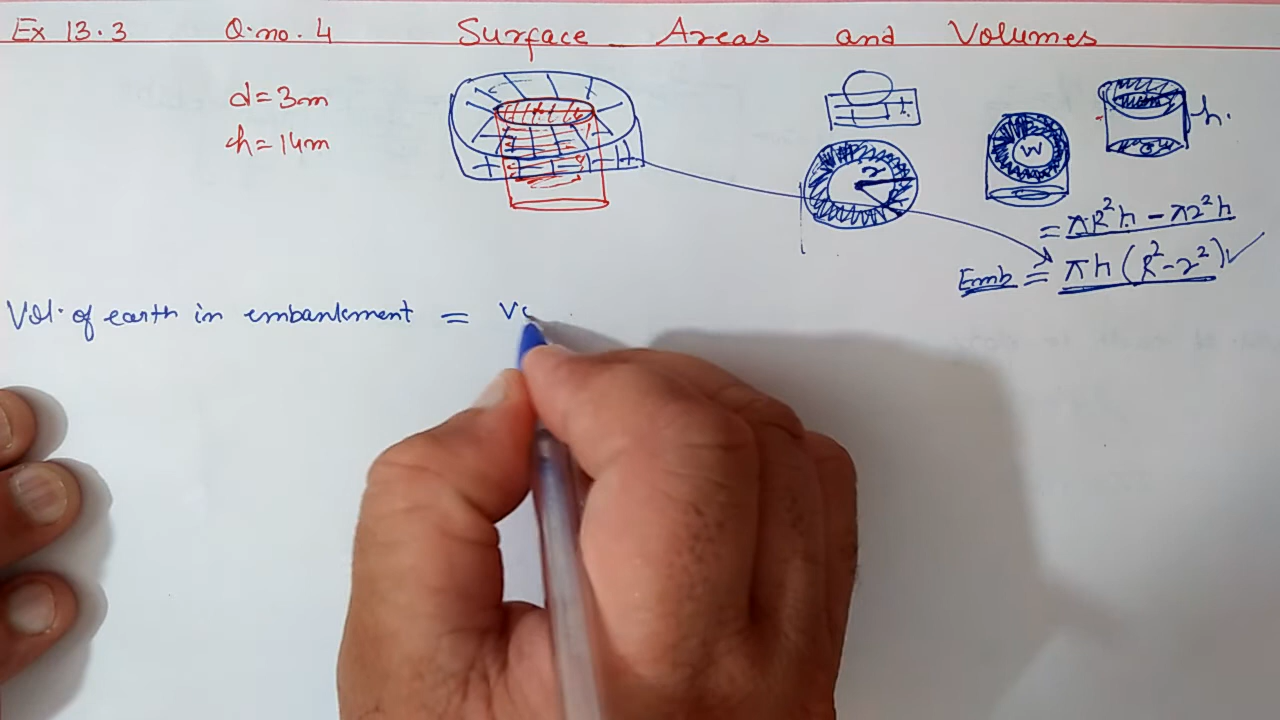 Ex 13.3 Q.no.4 Surface Areas and Volumes
d = 3m
h = 14m
r
W
h.
= πR²h - πr²h
Emb = πh (R² - r²) ✓
Vol. of earth in embankment = Vo